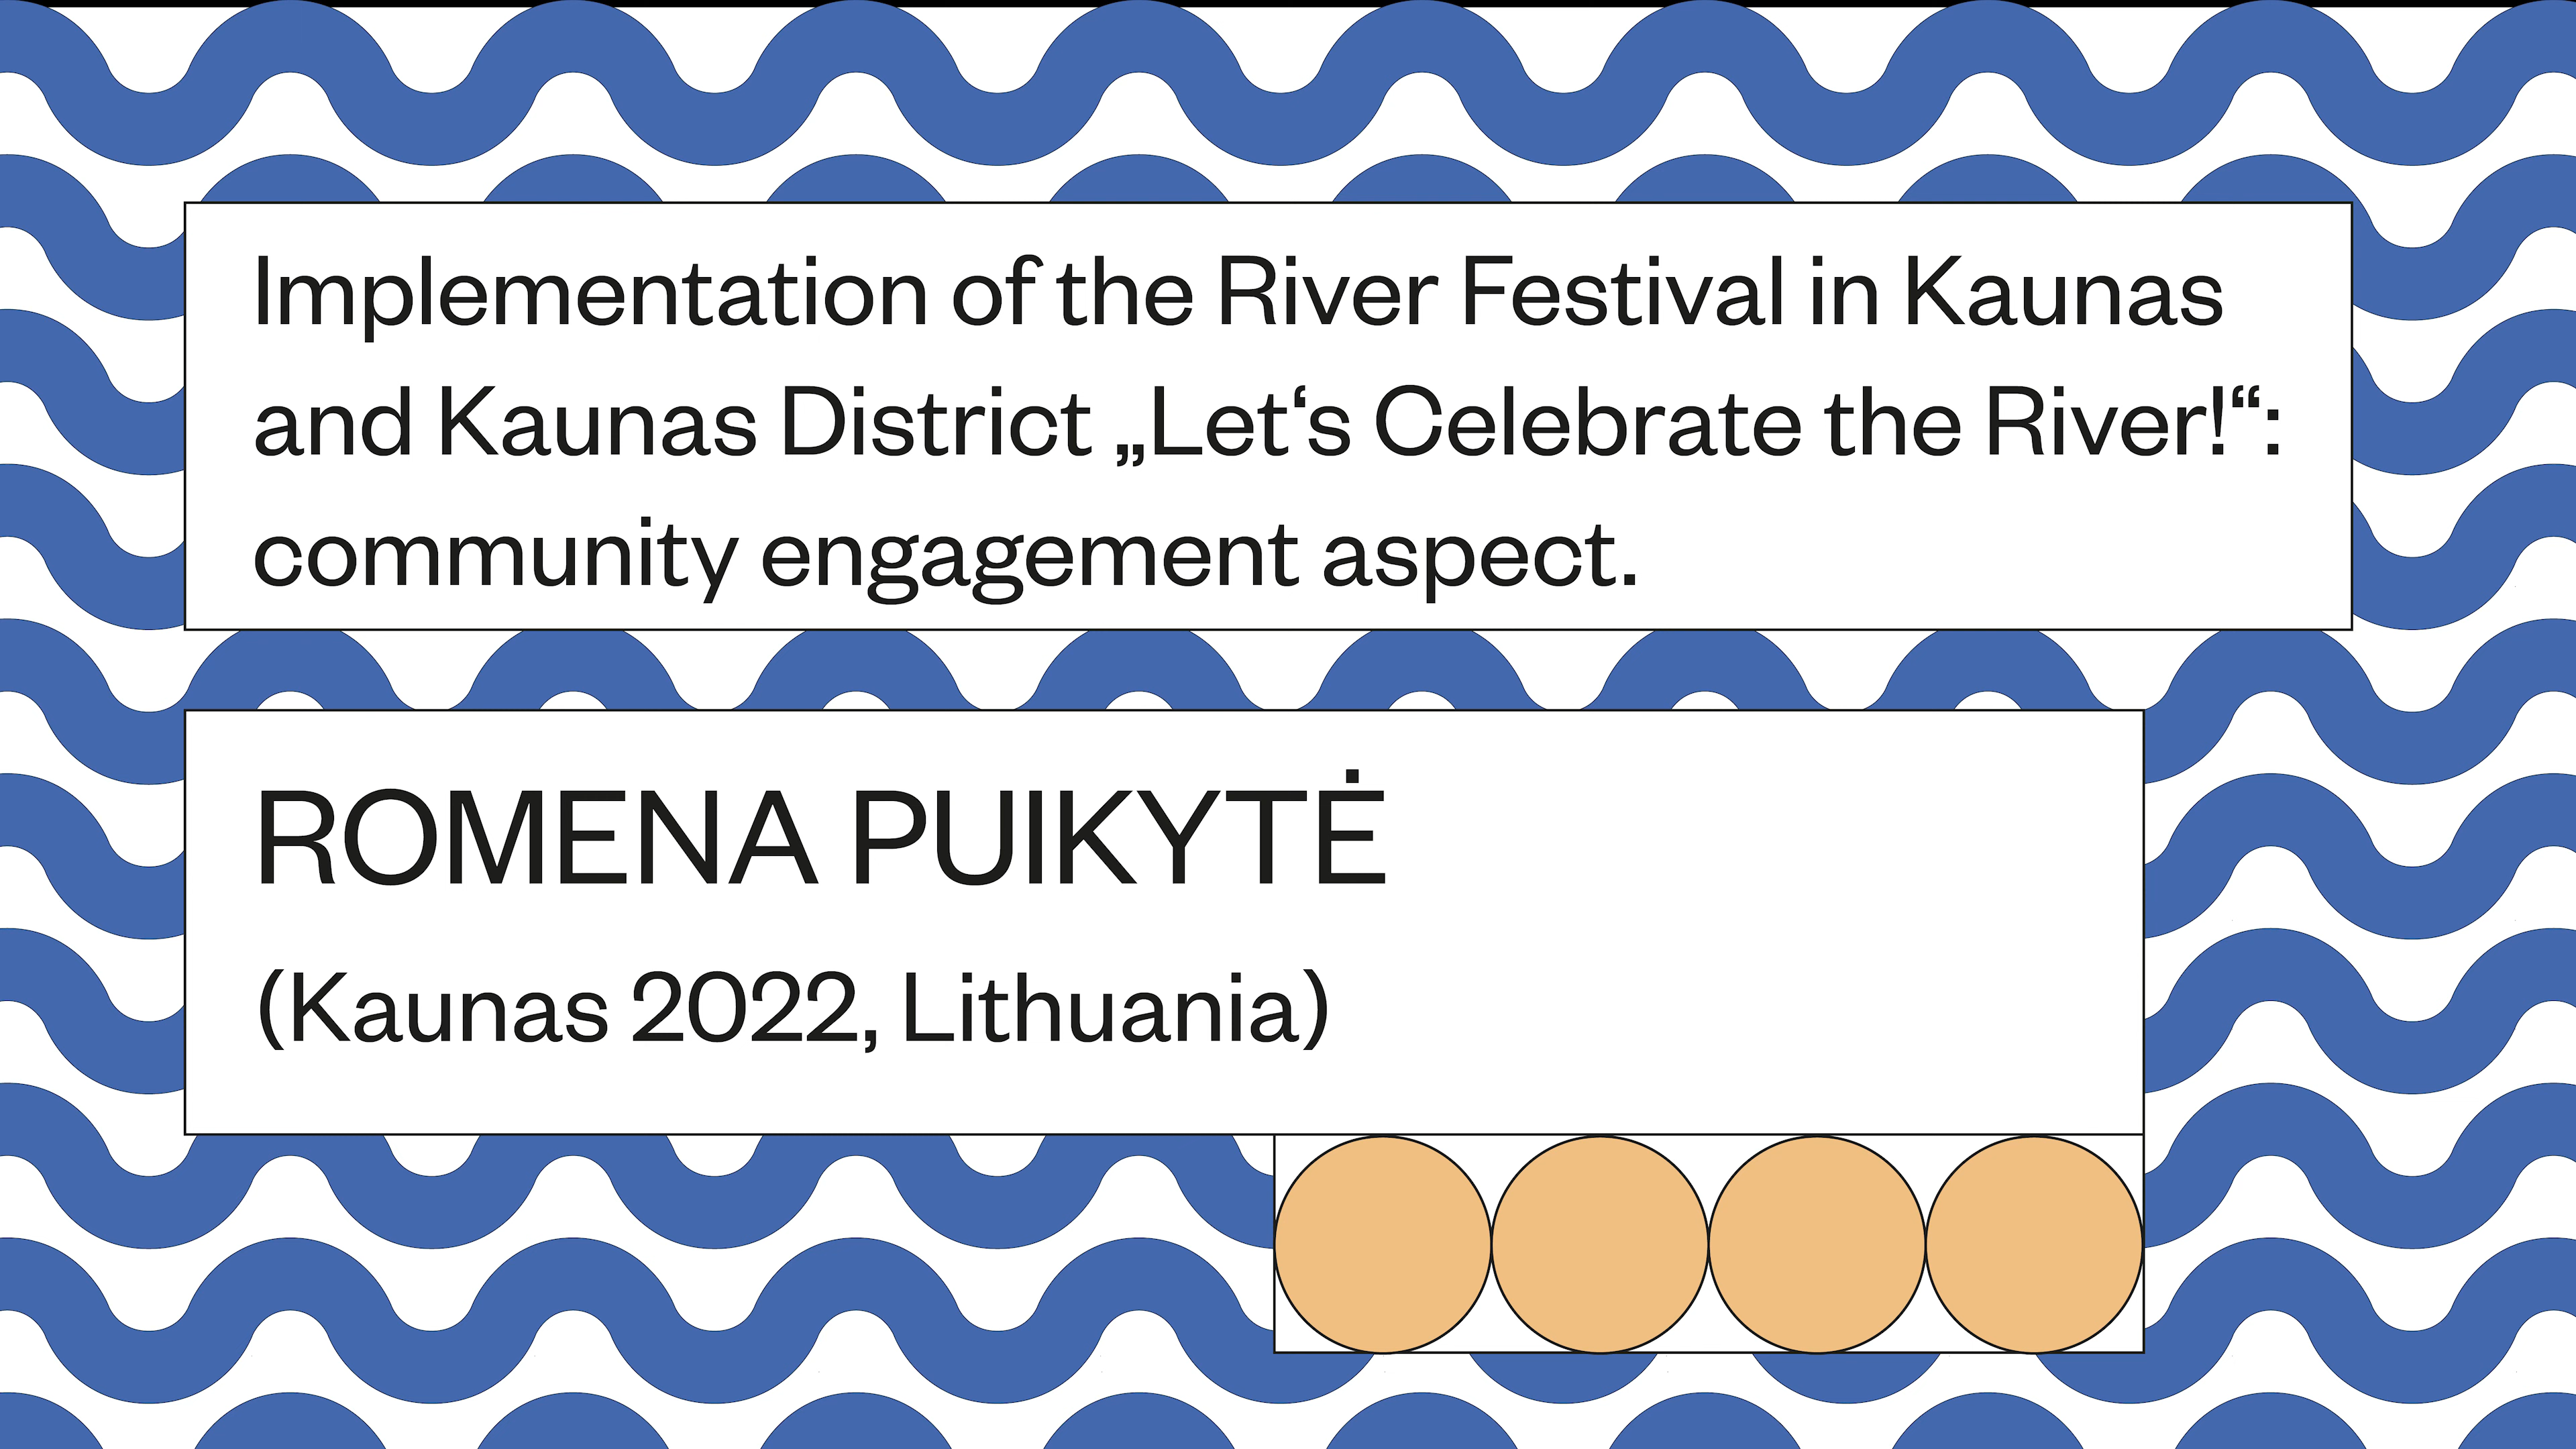 Implementation of the River Festival in Kaunas
and Kaunas District „Let‘s Celebrate the River!“:
community engagement aspect.
ROMENA PUIKYTĖ
(Kaunas 2022, Lithuania)